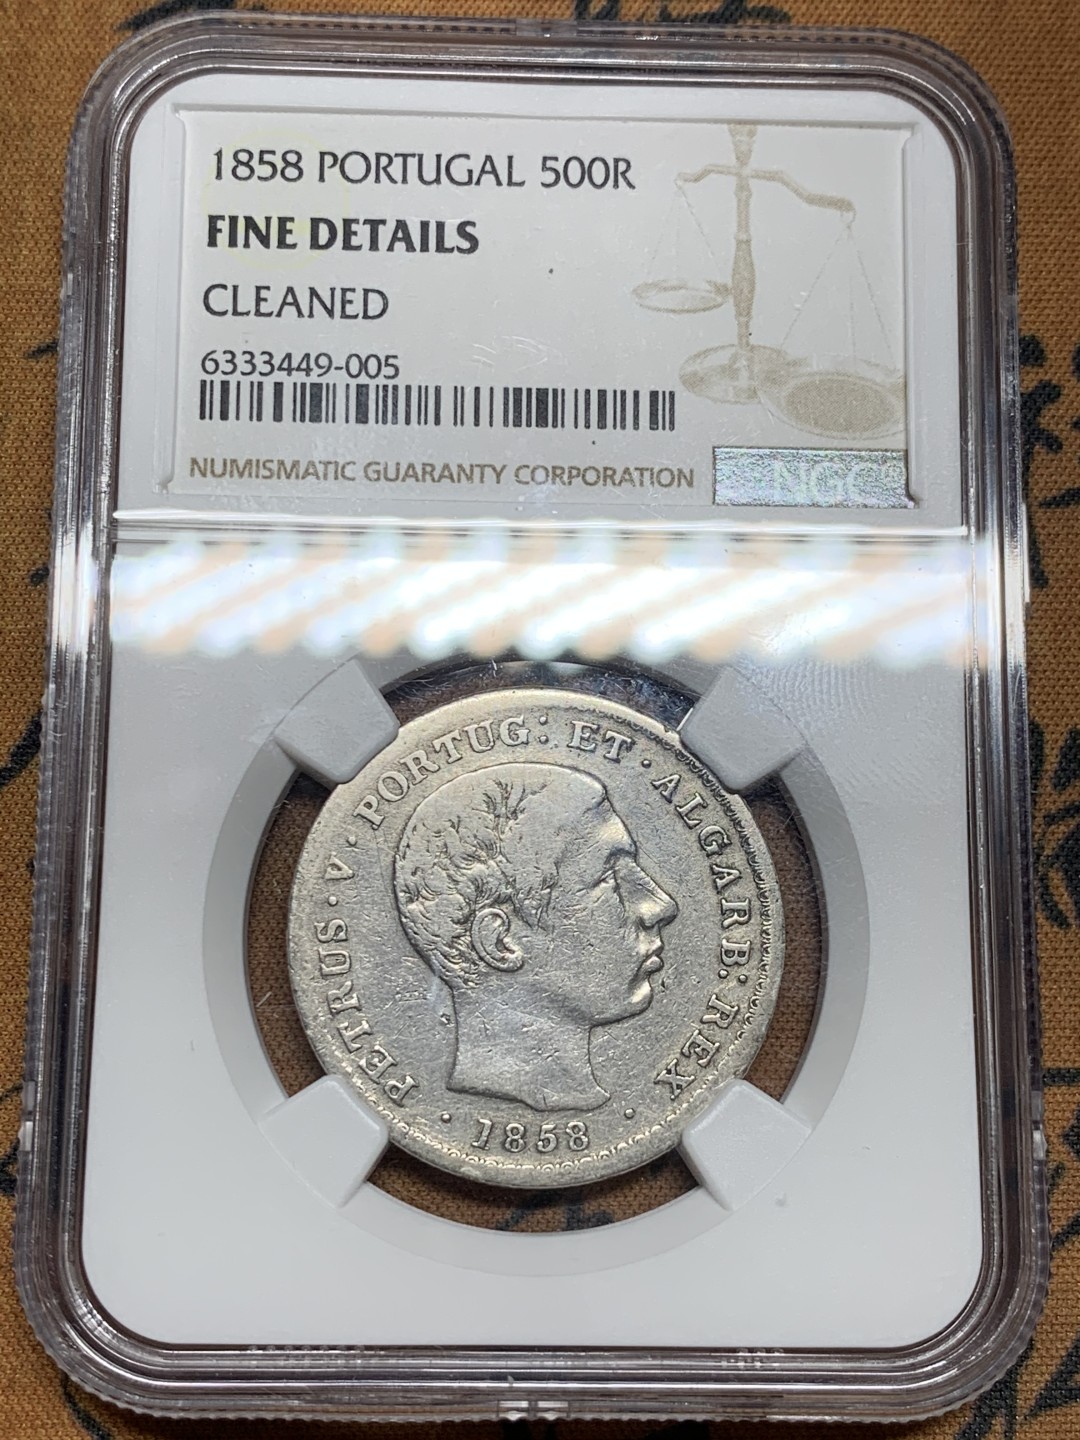 1858 PORTUGAL 500R
FINE DETAILS
CLEANED
6333449-005
NUMISMATIC GUARANTY CORPORATION
NGC
PETRUS · V · PORTUG: ET · ALGARB: REX
· 1858 ·